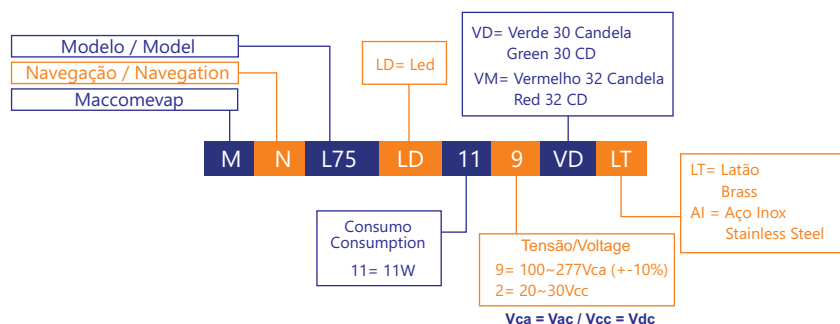 Modelo / Model
Navegação / Navigation
Maccomevap
LD= Led
VD= Verde 30 Candela
Green 30 CD
VM= Vermelho 32 Candela
Red 32 CD
M N L75 LD 11 9 VD LT
LT= Latão
Brass
AI = Aço Inox
Stainless Steel
Consumo
Consumption
11= 11W
Tensão/Voltage
9= 100~277Vca (+-10%)
2= 20~30Vcc
Vca = Vac / Vcc = Vdc